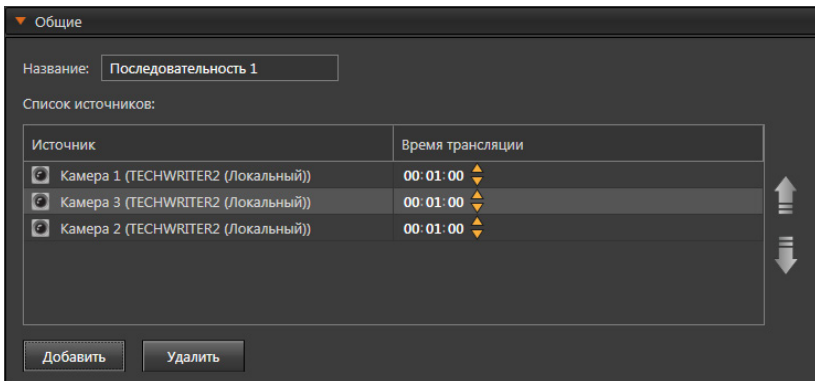 Общие
Название: Последовательность 1
Список источников:
Источник Время трансляции
Камера 1 (TECHWRITER2 (Локальный)) 00:01:00
Камера 3 (TECHWRITER2 (Локальный)) 00:01:00
Камера 2 (TECHWRITER2 (Локальный)) 00:01:00
Добавить Удалить